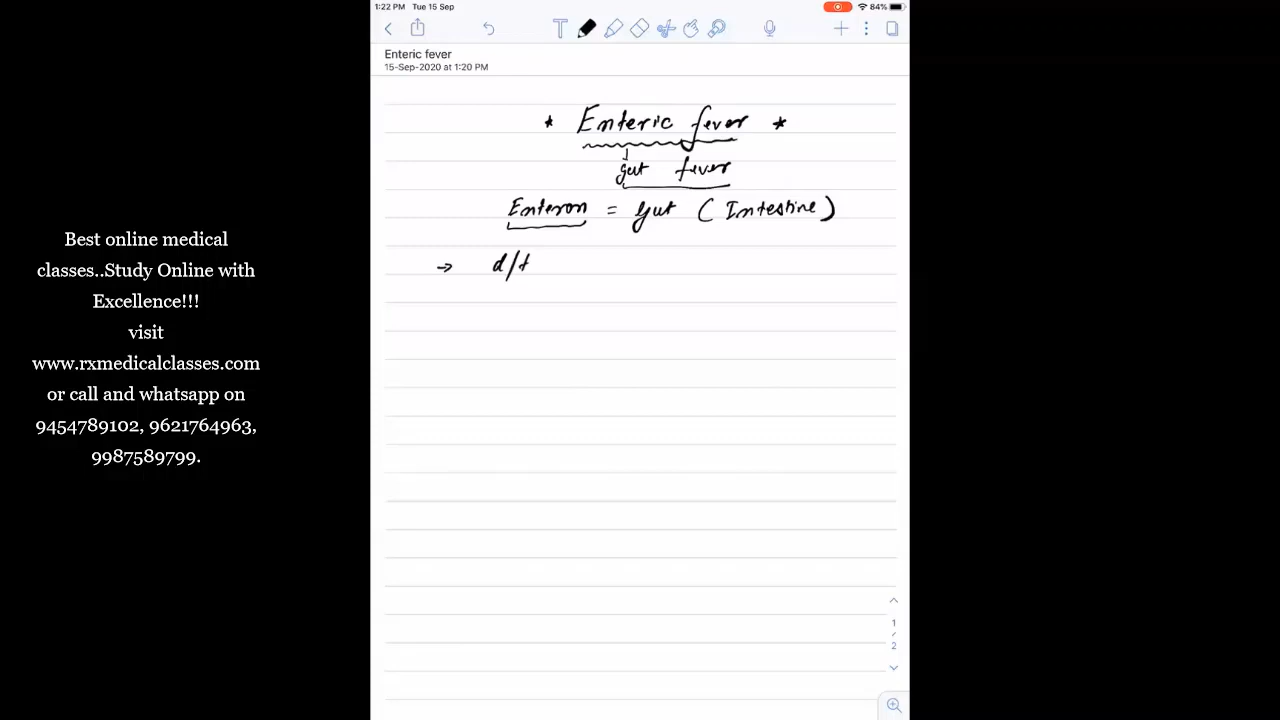 1:22 PM Tue 15 Sep
84%
T
Enteric fever
15-Sep-2020 at 1:20 PM
* Enteric fever *
gut fever
Enteron = gut ( Intestine )
→ d/t
Best online medical
classes..Study Online with
Excellence!!!
visit
www.rxmedicalclasses.com
or call and whatsapp on
9454789102, 9621764963,
9987589799.
1
/
2